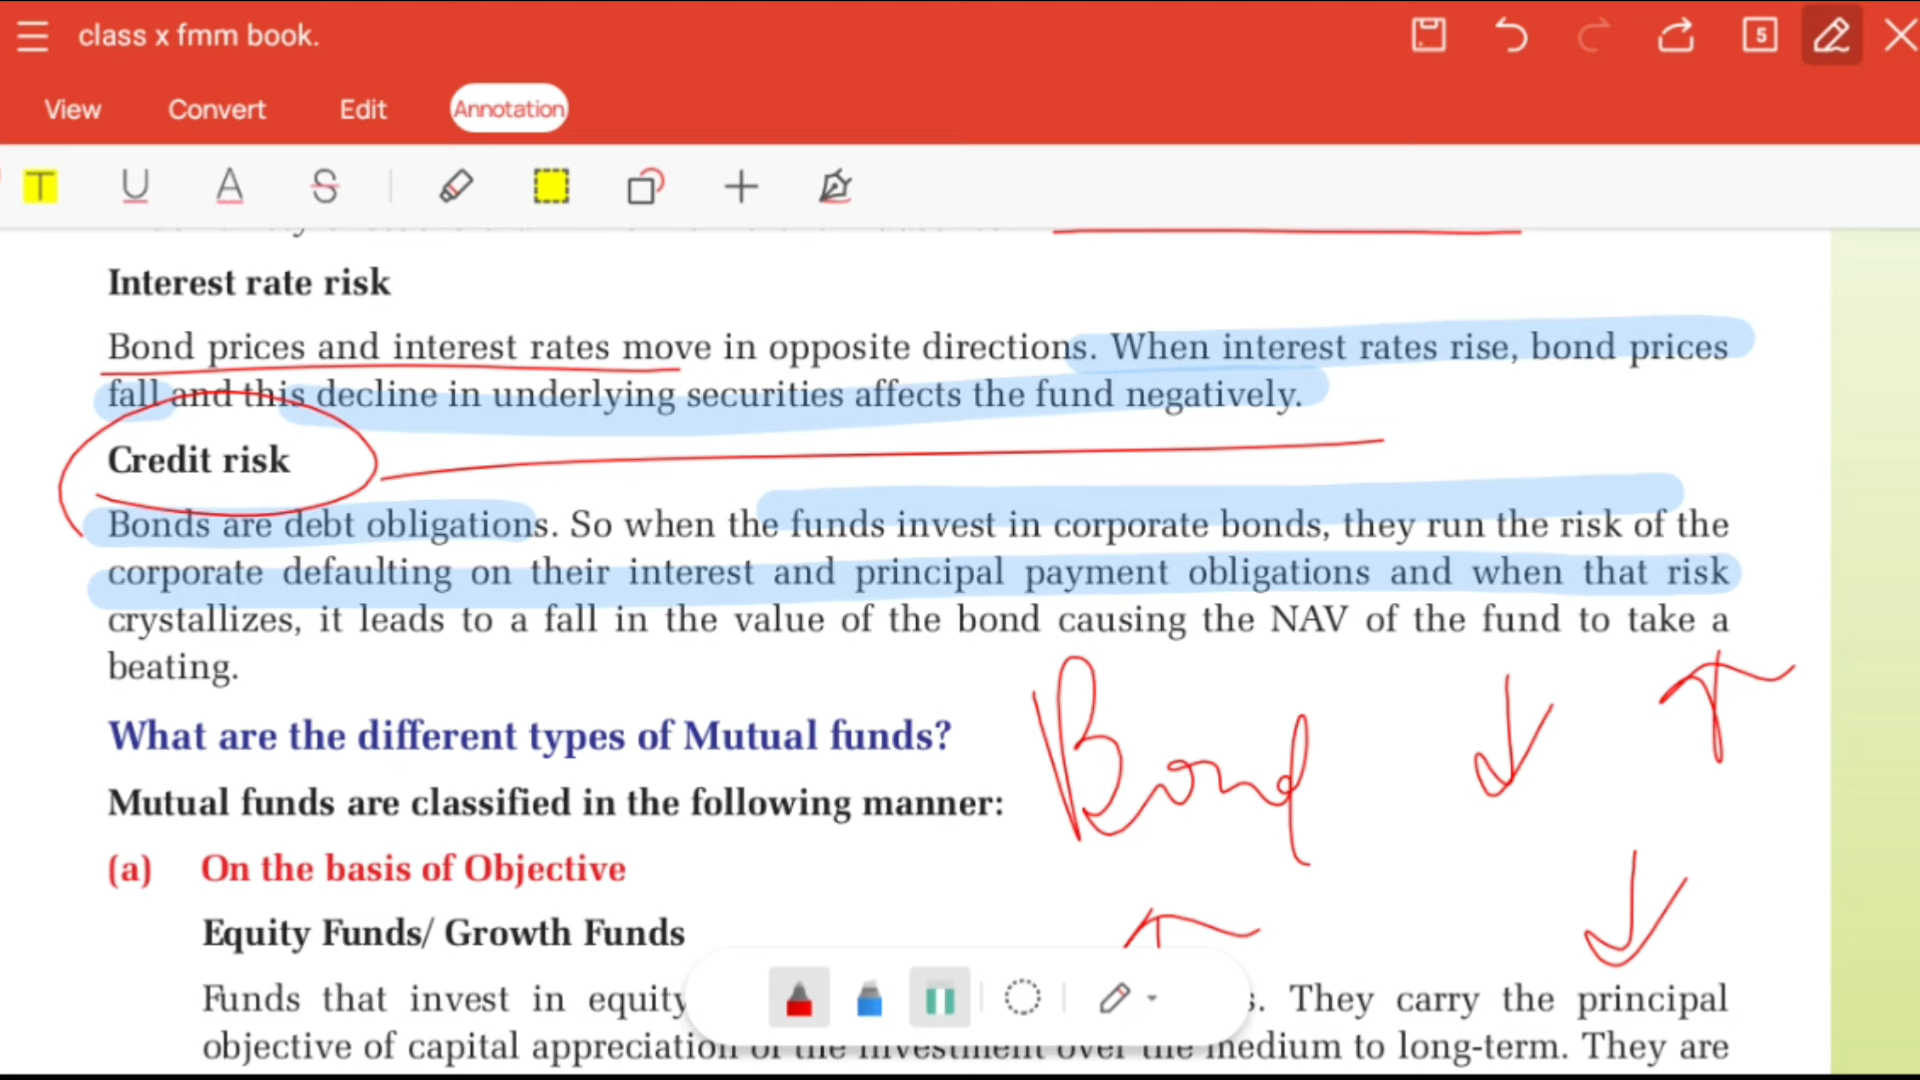 class x fmm book.
5
View Convert Edit Annotation
T U A S
Interest rate risk
Bond prices and interest rates move in opposite directions. When interest rates rise, bond prices
fall and this decline in underlying securities affects the fund negatively.
Credit risk
Bonds are debt obligations. So when the funds invest in corporate bonds, they run the risk of the
corporate defaulting on their interest and principal payment obligations and when that risk
crystallizes, it leads to a fall in the value of the bond causing the NAV of the fund to take a
beating.
What are the different types of Mutual funds?
Bond
Mutual funds are classified in the following manner:
(a) On the basis of Objective
Equity Funds/ Growth Funds
Funds that invest in equity They carry the principal
objective of capital appreciation of the investment over the medium to long-term. They are